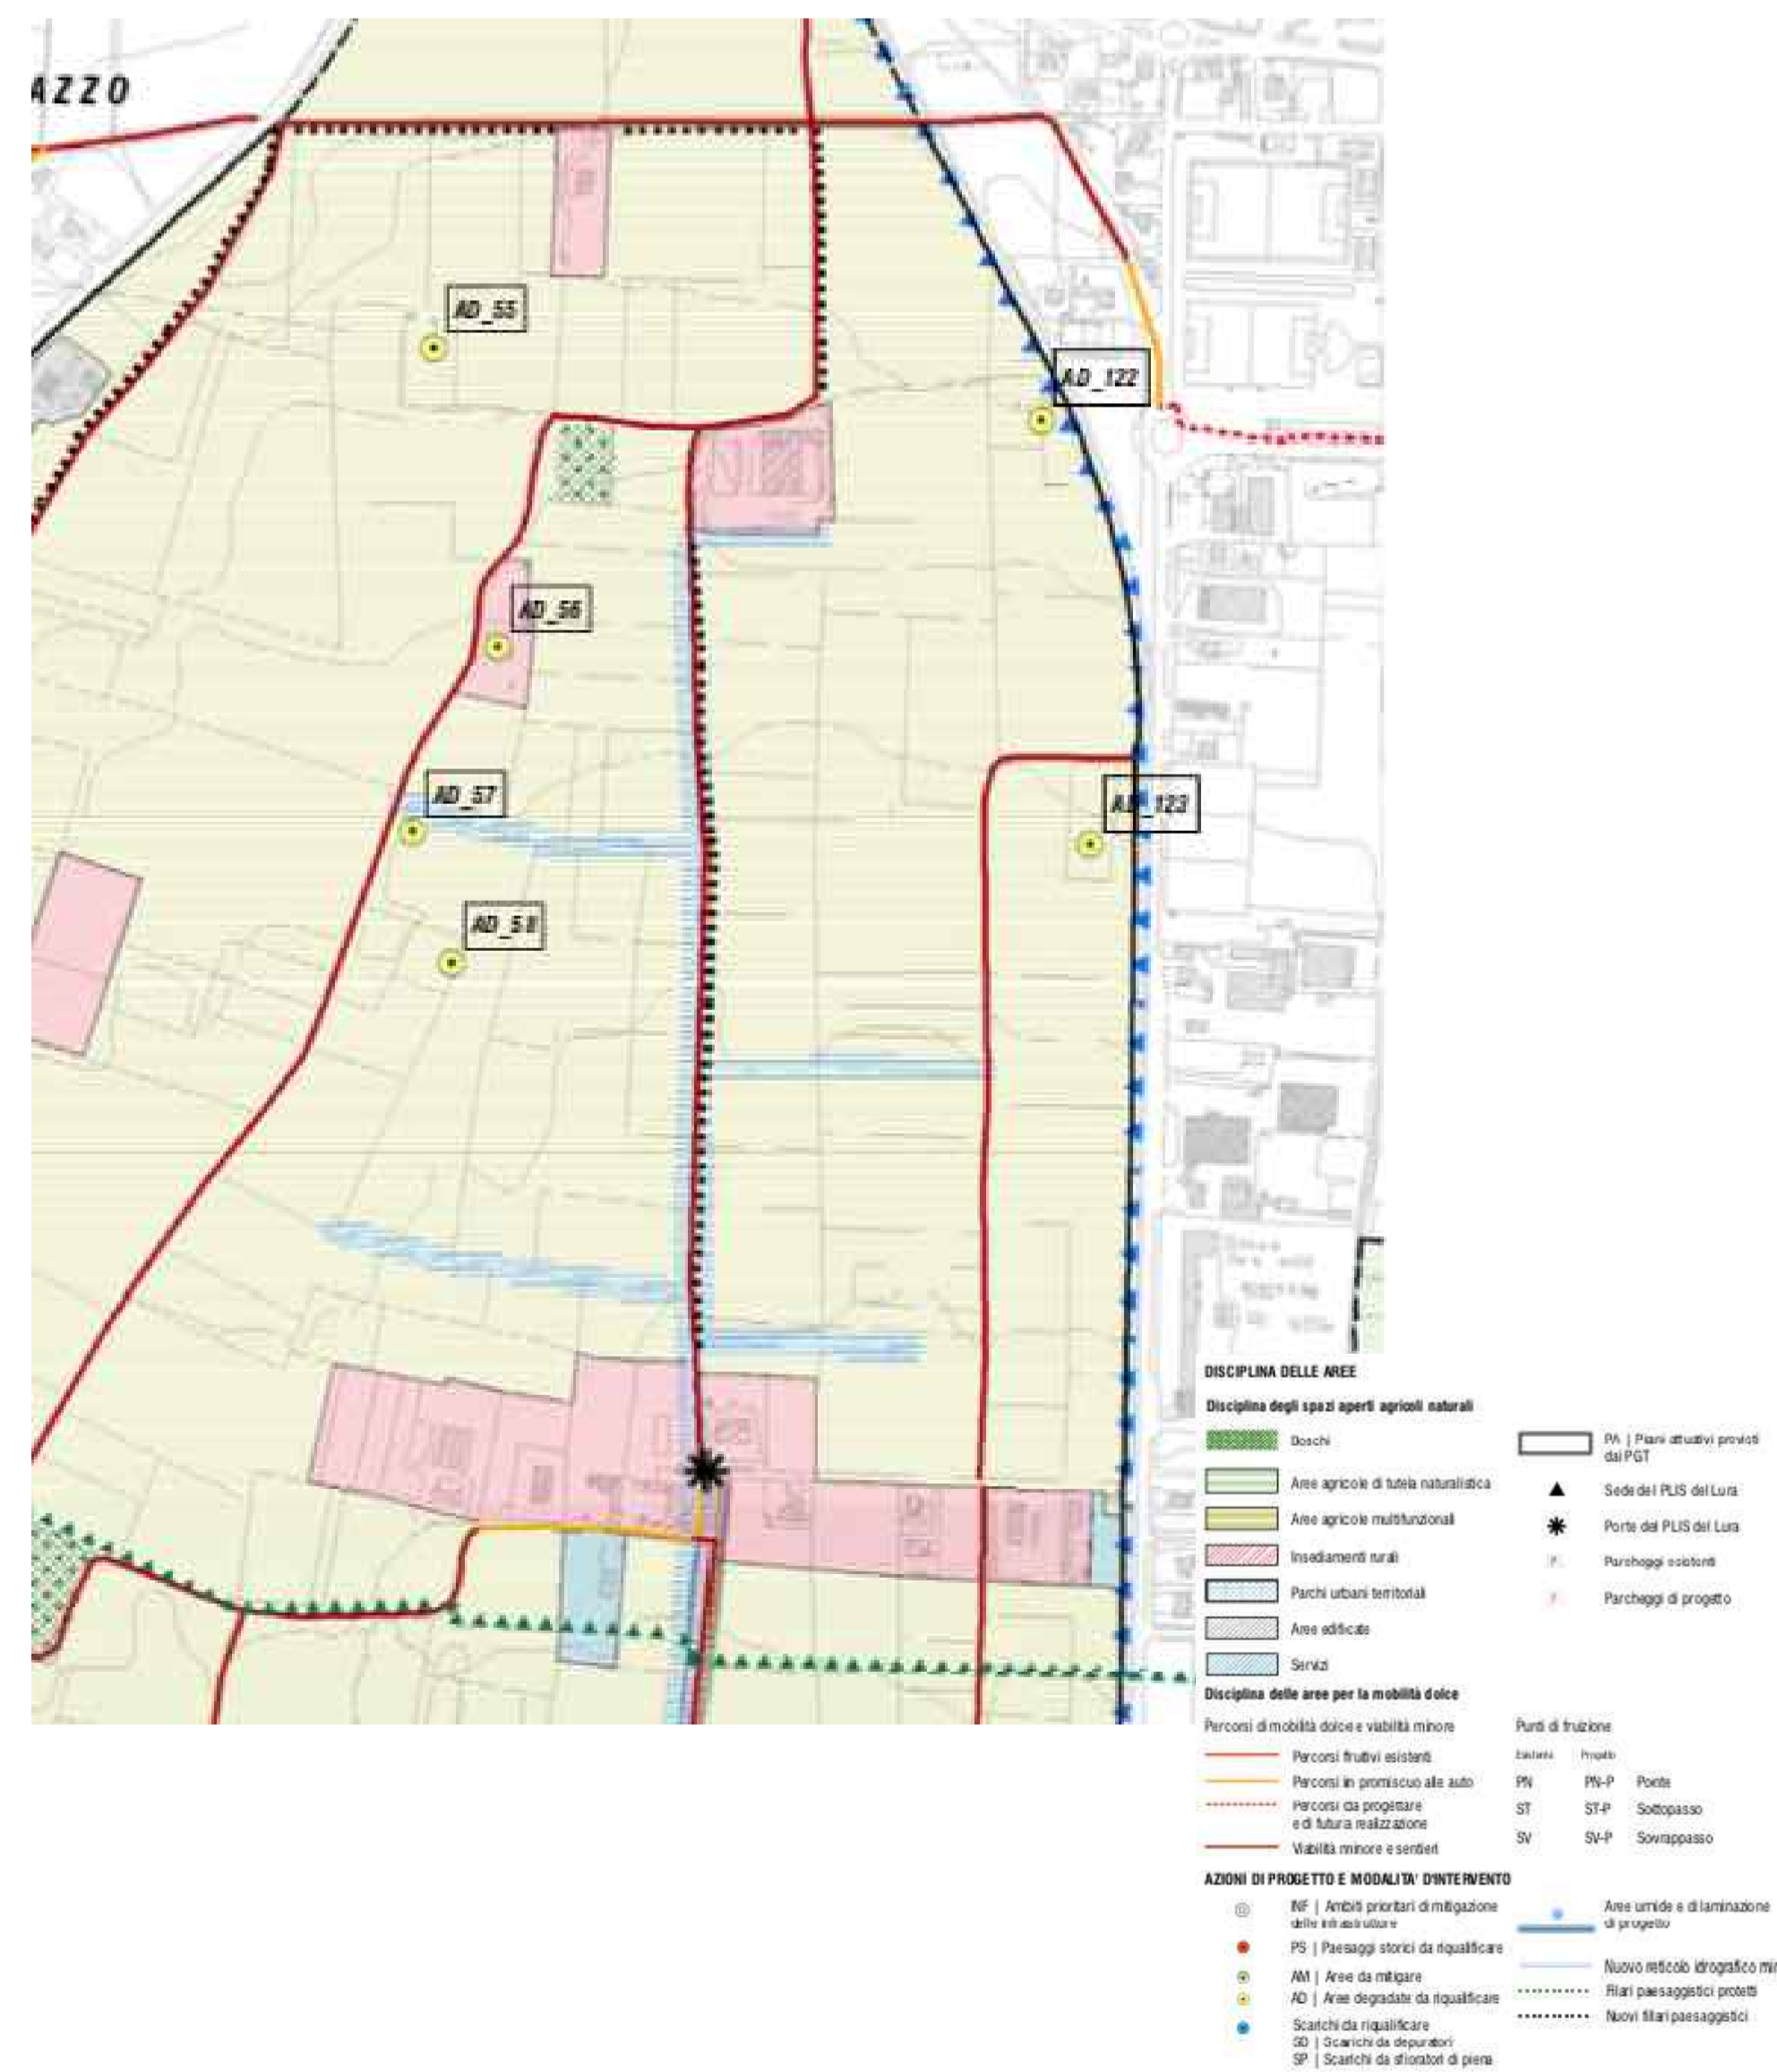 AZZO
AD_55
AD_122
AD_56
AD_57
AD_123
AD_58
DISCIPLINA DELLE AREE
Disciplina degli spazi aperti agricoli naturali
Boschi
Aree agricole di tutela naturalistica
Aree agricole multifunzionali
Insediamenti rurali
Parchi urbani territoriali
Aree edificate
Servizi
PA | Piani attuativi previsti
dai PGT
Sede del PLIS del Lura
Porte del PLIS del Lura
P Parcheggi esistenti
P Parcheggi di progetto
Disciplina delle aree per la mobilità dolce
Percorsi di mobilità dolce e viabilità minore
Percorsi fruitivi esistenti
Percorsi in promiscuo alle auto
Percorsi da progettare
e di futura realizzazione
Viabilità minore e sentieri
Punti di fruizione
Esistente Progetto
PN PN-P Ponte
ST ST-P Sottopasso
SV SV-P Sovrappasso
AZIONI DI PROGETTO E MODALITA' D'INTERVENTO
INF | Ambiti prioritari di mitigazione
delle infrastrutture
PS | Paesaggi storici da riqualificare
AM | Aree da mitigare
AD | Aree degradate da riqualificare
Scarichi da riqualificare
SD | Scarichi da depuratori
SP | Scarichi da sfioratori di piena
Aree umide e di laminazione
di progetto
Nuovo reticolo idrografico mi
Filari paesaggistici protetti
Nuovi filari paesaggistici